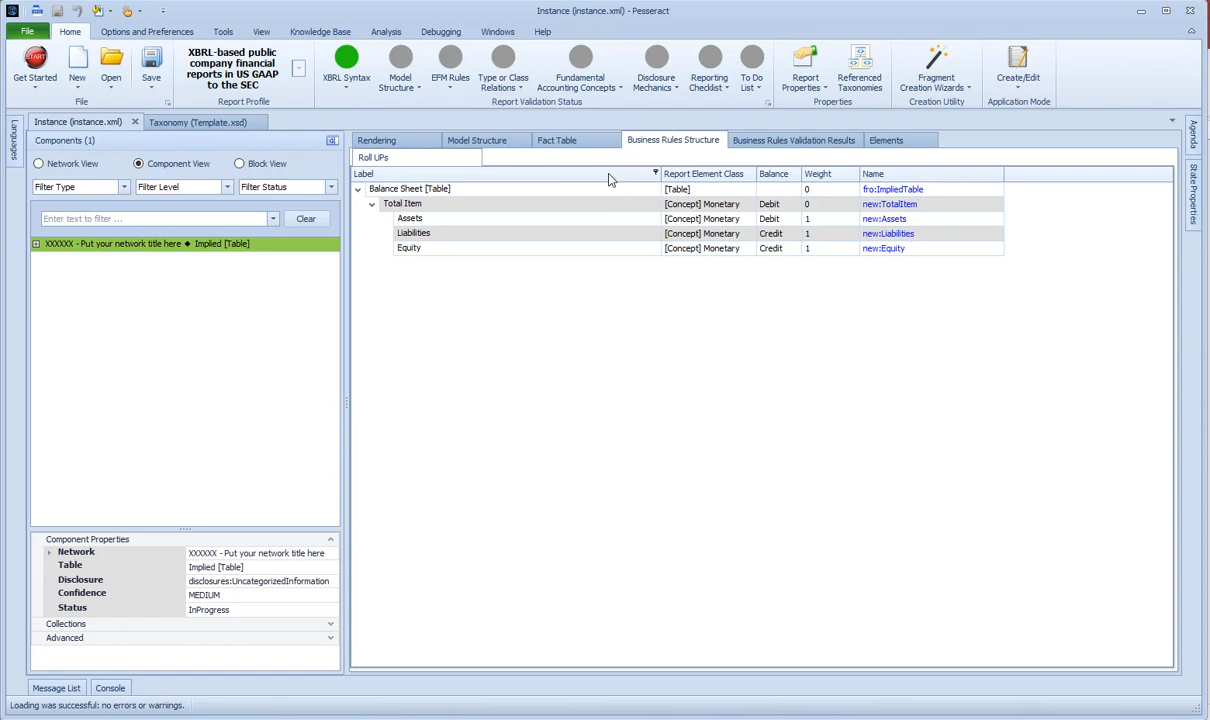 Instance (instance.xml) - Pesseract
File Home Options and Preferences Tools View Knowledge Base Analysis Debugging Windows Help
XBRL-based public
company financial
reports in US GAAP
to the SEC
START
Get Started New Open Save
XBRL Syntax Model
Structure EFM Rules Type or Class
Relations Fundamental
Accounting Concepts Disclosure
Mechanics Reporting
Checklist To Do
List Report
Properties Referenced
Taxonomies Fragment
Creation Wizards Create/Edit
File Report Profile Report Validation Status Properties Creation Utility Application Mode
Languages
Instance (instance.xml) Taxonomy (Template.xsd)
Agenda
State Properties
Components (1)
Network View Component View Block View
Filter Type Filter Level Filter Status
Enter text to filter ... Clear
XXXXXX - Put your network title here ◆ Implied [Table]
Component Properties
Network XXXXXX - Put your network title here
Table Implied [Table]
Disclosure disclosures:UncategorizedInformation
Confidence MEDIUM
Status InProgress
Collections
Advanced
Rendering Model Structure Fact Table Business Rules Structure Business Rules Validation Results Elements
Roll UPs
Label Report Element Class Balance Weight Name
Balance Sheet [Table] [Table] 0 fro:ImpliedTable
Total Item [Concept] Monetary Debit 0 new:TotalItem
Assets [Concept] Monetary Debit 1 new:Assets
Liabilities [Concept] Monetary Credit 1 new:Liabilities
Equity [Concept] Monetary Credit 1 new:Equity
Message List Console
Loading was successful: no errors or warnings.